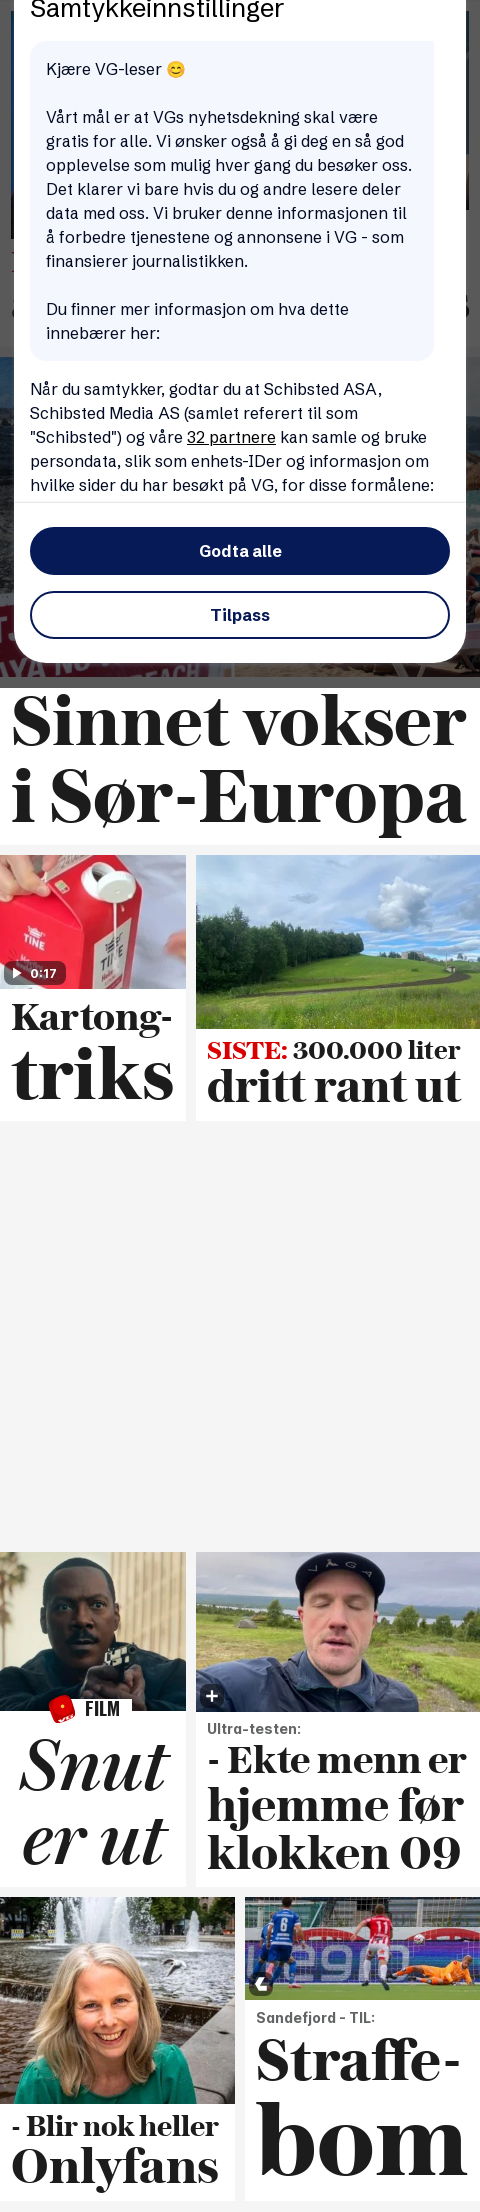 Samtykkeinnstillinger
Kjære VG-leser 😊
Vårt mål er at VGs nyhetsdekning skal være
gratis for alle. Vi ønsker også å gi deg en så god
opplevelse som mulig hver gang du besøker oss.
Det klarer vi bare hvis du og andre lesere deler
data med oss. Vi bruker denne informasjonen til
å forbedre tjenestene og annonsene i VG - som
finansierer journalistikken.
Du finner mer informasjon om hva dette
innebærer her:
Når du samtykker, godtar du at Schibsted ASA,
Schibsted Media AS (samlet referert til som
"Schibsted") og våre 32 partnere kan samle og bruke
persondata, slik som enhets-IDer og informasjon om
hvilke sider du har besøkt på VG, for disse formålene:
Godta alle
Tilpass
Sinnet vokser
i Sør-Europa
TINE
TINE
0:17
Kartong-
triks
SISTE: 300.000 liter
dritt rant ut
FILM
Snut
er ut
Ultra-testen:
- Ekte menn er
hjemme før
klokken 09
- Blir nok heller
Onlyfans
6
11
Sandefjord - TIL:
Straffe-
bom